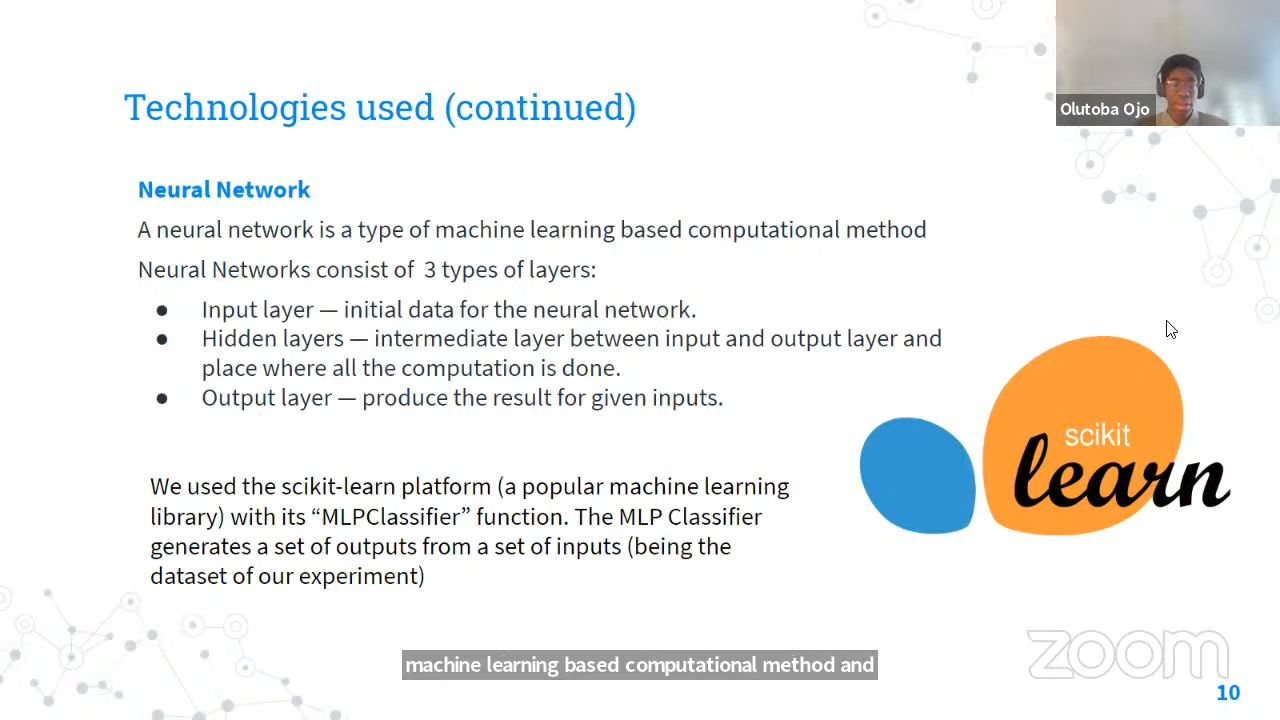 Olutoba Ojo
Technologies used (continued)
Neural Network
A neural network is a type of machine learning based computational method
Neural Networks consist of 3 types of layers:
● Input layer — initial data for the neural network.
● Hidden layers — intermediate layer between input and output layer and
place where all the computation is done.
● Output layer — produce the result for given inputs.
scikit
learn
We used the scikit-learn platform (a popular machine learning
library) with its “MLPClassifier” function. The MLP Classifier
generates a set of outputs from a set of inputs (being the
dataset of our experiment)
machine learning based computational method and
zoom
10